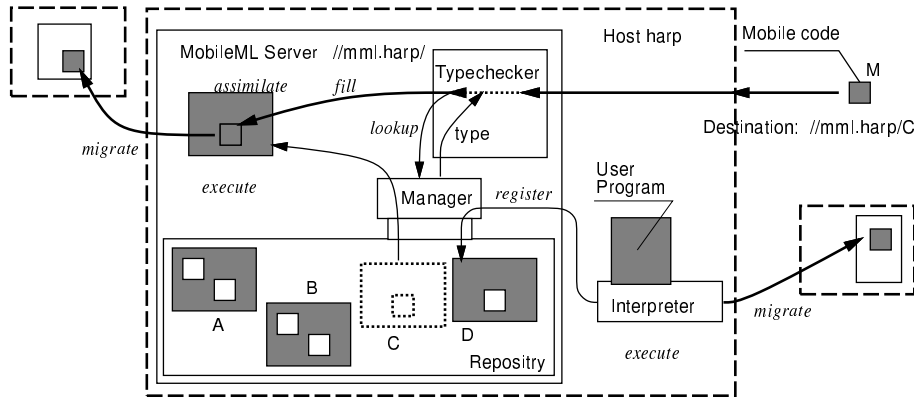 MobileML Server //mml.harp/
Host harp
Mobile code
M
Typechecker
assimilate
fill
lookup
type
Destination: //mml.harp/C
migrate
execute
Manager
register
User
Program
A
B
C
D
Repositry
Interpreter
execute
migrate